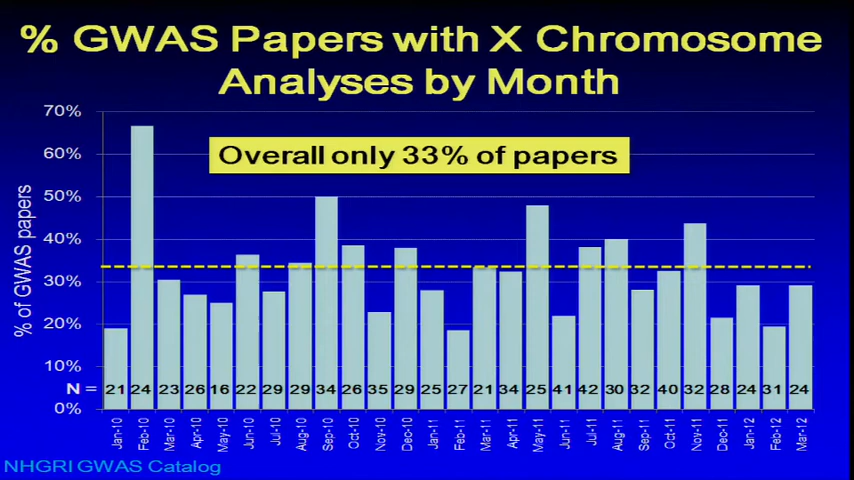 % GWAS Papers with X Chromosome
Analyses by Month
70%
Overall only 33% of papers
60%
50%
40%
30%
20%
10%
0%
% of GWAS papers
N = 21 24 23 26 16 22 29 29 34 26 35 29 25 27 21 34 25 41 42 30 32 40 32 28 24 31 24
Jan-10 Feb-10 Mar-10 Apr-10 May-10 Jun-10 Jul-10 Aug-10 Sep-10 Oct-10 Nov-10 Dec-10 Jan-11 Feb-11 Mar-11 Apr-11 May-11 Jun-11 Jul-11 Aug-11 Sep-11 Oct-11 Nov-11 Dec-11 Jan-12 Feb-12 Mar-12
NHGRI GWAS Catalog